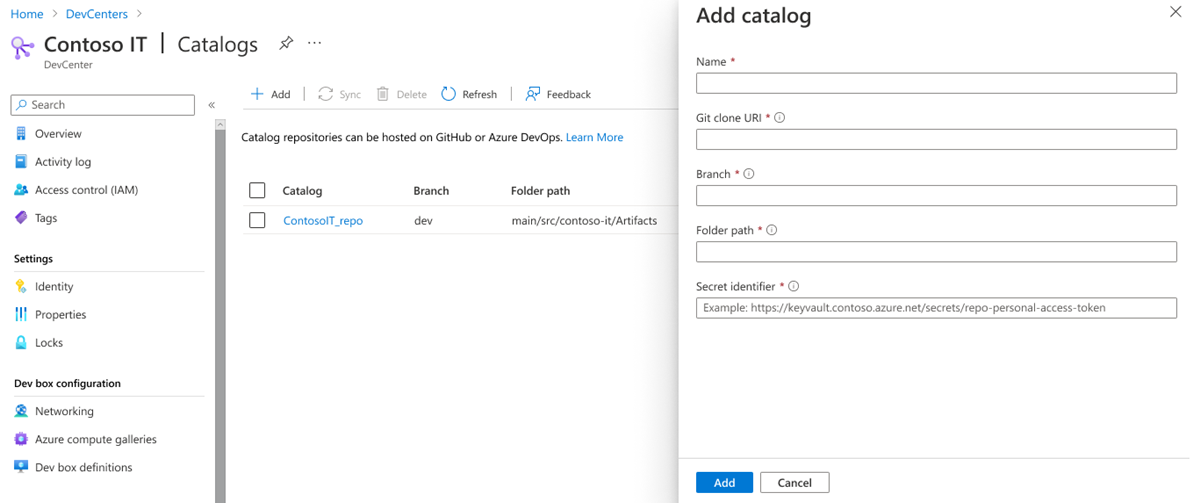 Home > DevCenters >
Contoso IT | Catalogs ...
DevCenter
Search «
Overview
Activity log
Access control (IAM)
Tags
Settings
Identity
Properties
Locks
Dev box configuration
Networking
Azure compute galleries
Dev box definitions
Add Sync Delete Refresh Feedback
Catalog repositories can be hosted on GitHub or Azure DevOps. Learn More
Catalog Branch Folder path
ContosoIT_repo dev main/src/contoso-it/Artifacts
Add catalog
Name *
Git clone URI *
Branch *
Folder path *
Secret identifier *
Example: https://keyvault.contoso.azure.net/secrets/repo-personal-access-token
Add Cancel